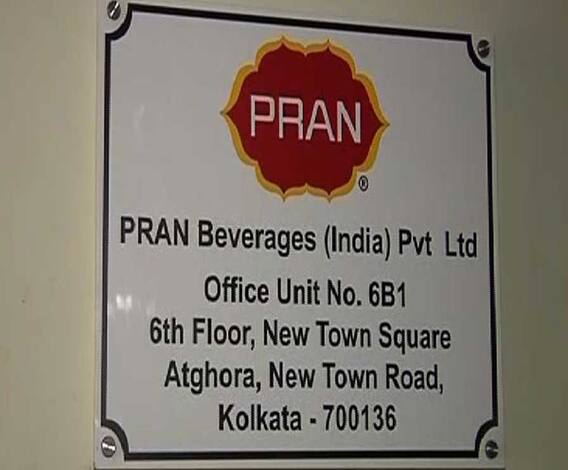 PRAN
®
PRAN Beverages (India) Pvt Ltd
Office Unit No. 6B1
6th Floor, New Town Square
Atghora, New Town Road,
Kolkata - 700136